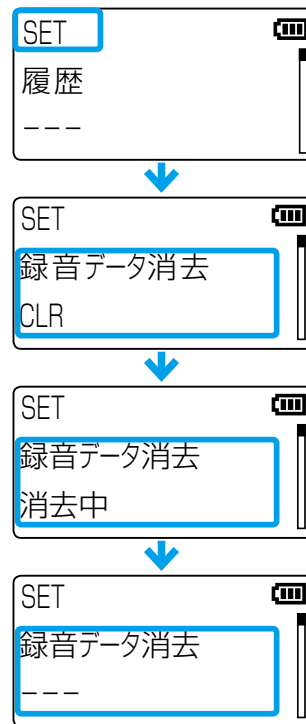 SET
履歴
---
SET
録音データ消去
CLR
SET
録音データ消去
消去中
SET
録音データ消去
---